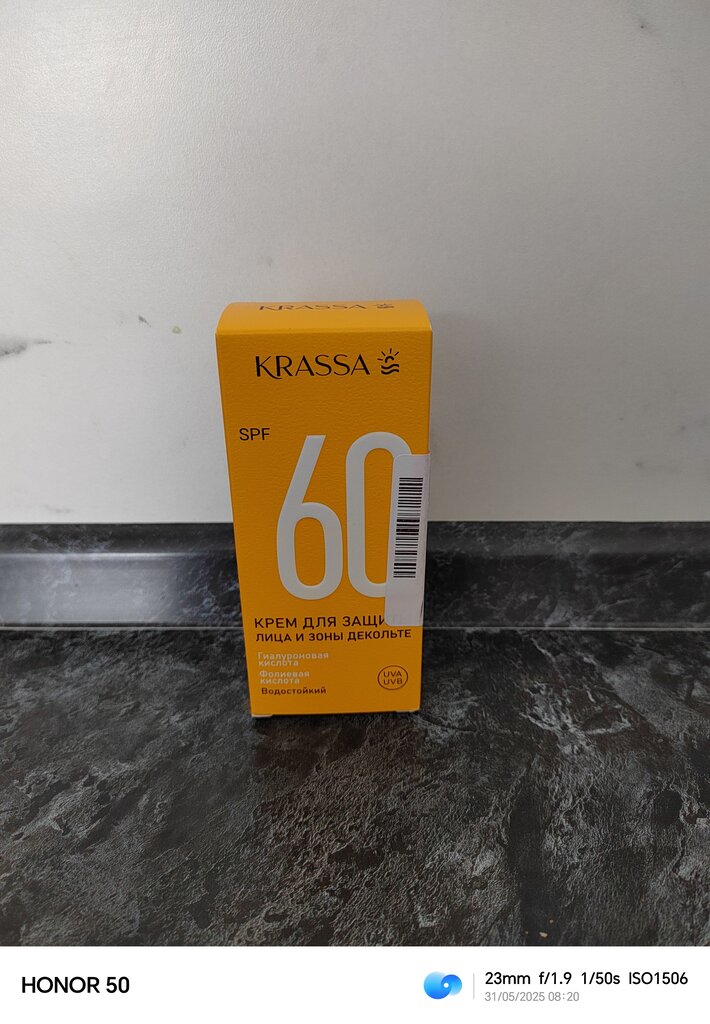 KRASSA
KRASSA
SPF
60
КРЕМ ДЛЯ ЗАЩИ
ЛИЦА И ЗОНЫ ДЕКОЛЬТЕ
Гиалуроновая
кислота
Фолиевая
кислота
Водостойкий
UVA
UVB
HONOR 50
23mm f/1.9 1/50s ISO1506
31/05/2025 08:20